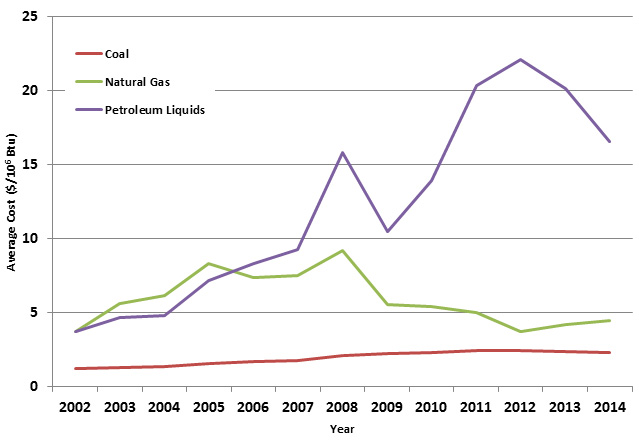 25
20
15
10
5
0
Average Cost ($/10⁶ Btu)
Coal
Natural Gas
Petroleum Liquids
2002 2003 2004 2005 2006 2007 2008 2009 2010 2011 2012 2013 2014
Year